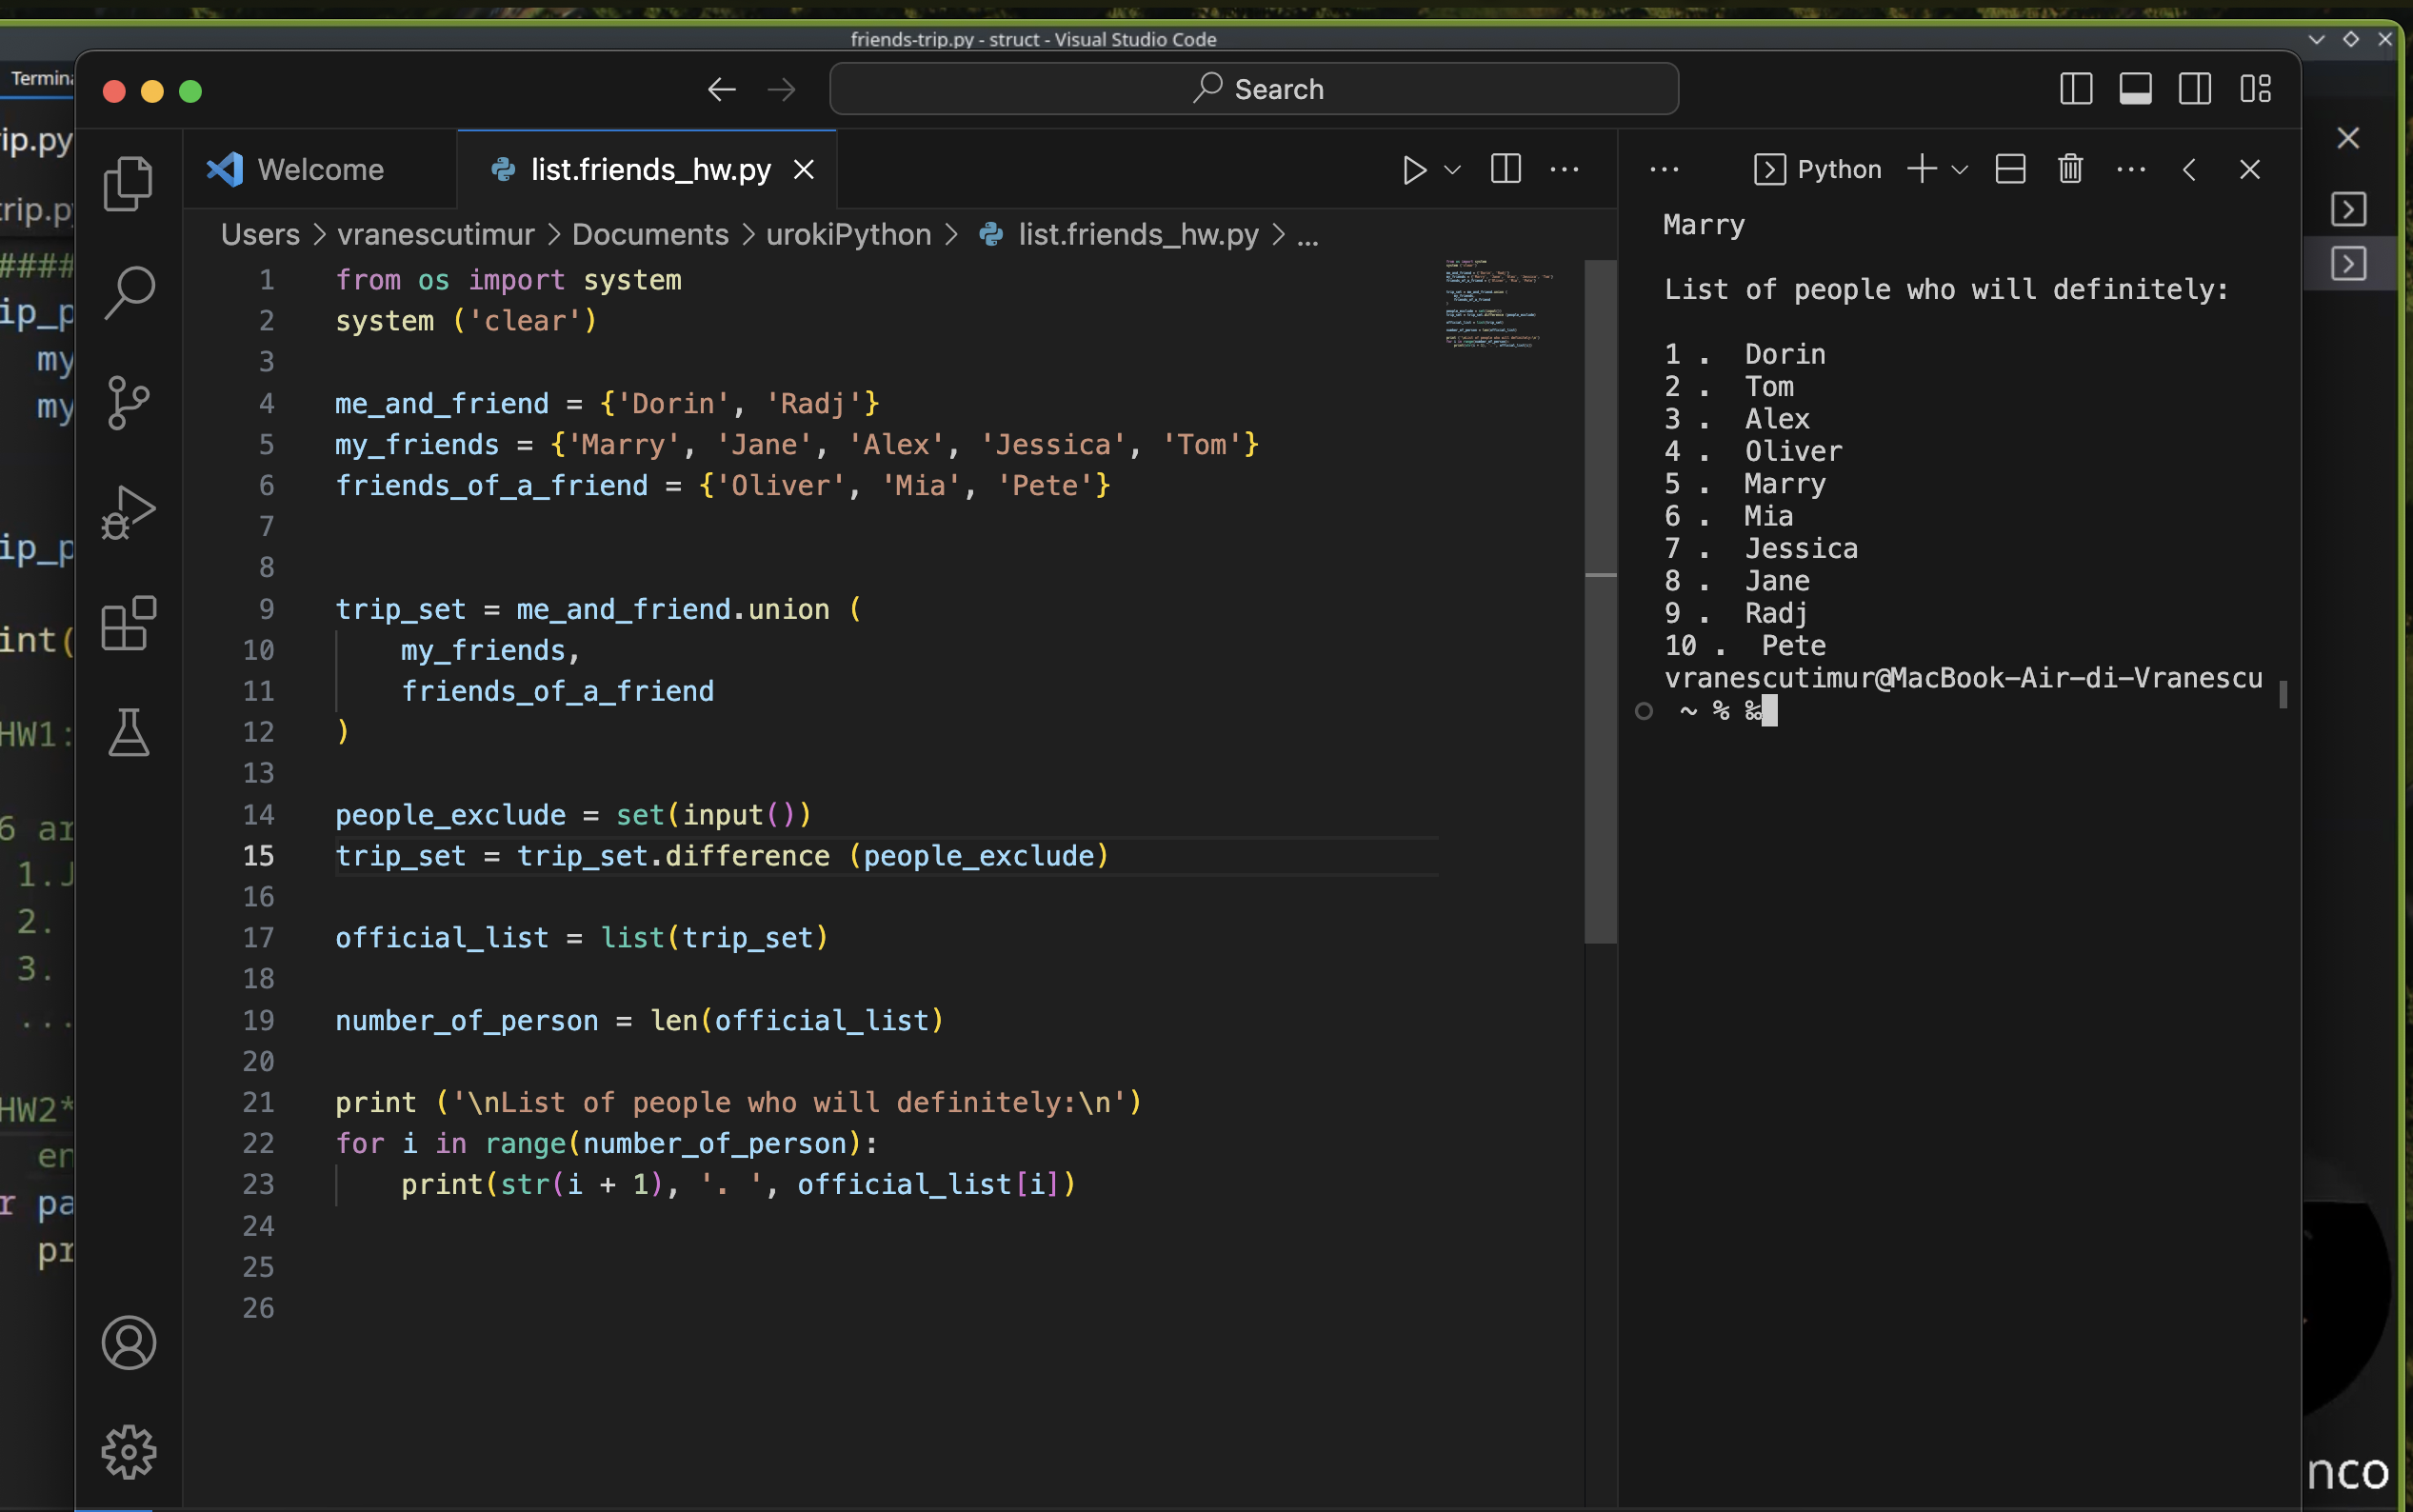 friends-trip.py - struct - Visual Studio Code
Search
Welcome
list.friends_hw.py
Python
Users > vranescutimur > Documents > urokiPython > list.friends_hw.py > ...
1 from os import system
2 system ('clear')
3
4 me_and_friend = {'Dorin', 'Radj'}
5 my_friends = {'Marry', 'Jane', 'Alex', 'Jessica', 'Tom'}
6 friends_of_a_friend = {'Oliver', 'Mia', 'Pete'}
7
8
9 trip_set = me_and_friend.union (
10     my_friends,
11     friends_of_a_friend
12 )
13
14 people_exclude = set(input())
15 trip_set = trip_set.difference (people_exclude)
16
17 official_list = list(trip_set)
18
19 number_of_person = len(official_list)
20
21 print ('\nList of people who will definitely:\n')
22 for i in range(number_of_person):
23     print(str(i + 1), '. ', official_list[i])
24
25
26
Marry
List of people who will definitely:
1 .  Dorin
2 .  Tom
3 .  Alex
4 .  Oliver
5 .  Marry
6 .  Mia
7 .  Jessica
8 .  Jane
9 .  Radj
10 .  Pete
vranescutimur@MacBook-Air-di-Vranescu
~ % ‰
ip.py
####
my
my
int(
HW1:
1.J
2.
3.
...
HW2*
en
r pa
pr
nco